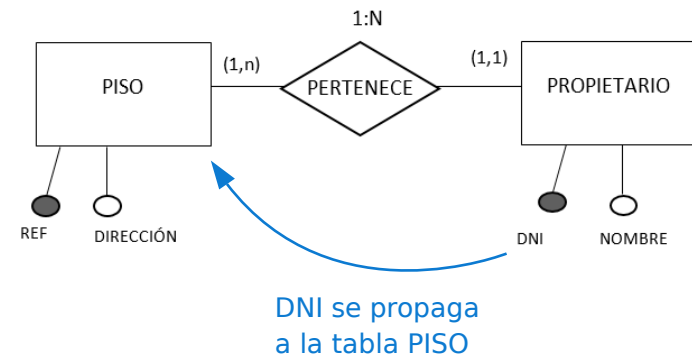 1:N
(1,n)
(1,1)
PISO
PERTENECE
PROPIETARIO
REF
DIRECCIÓN
DNI
NOMBRE
DNI se propaga
a la tabla PISO